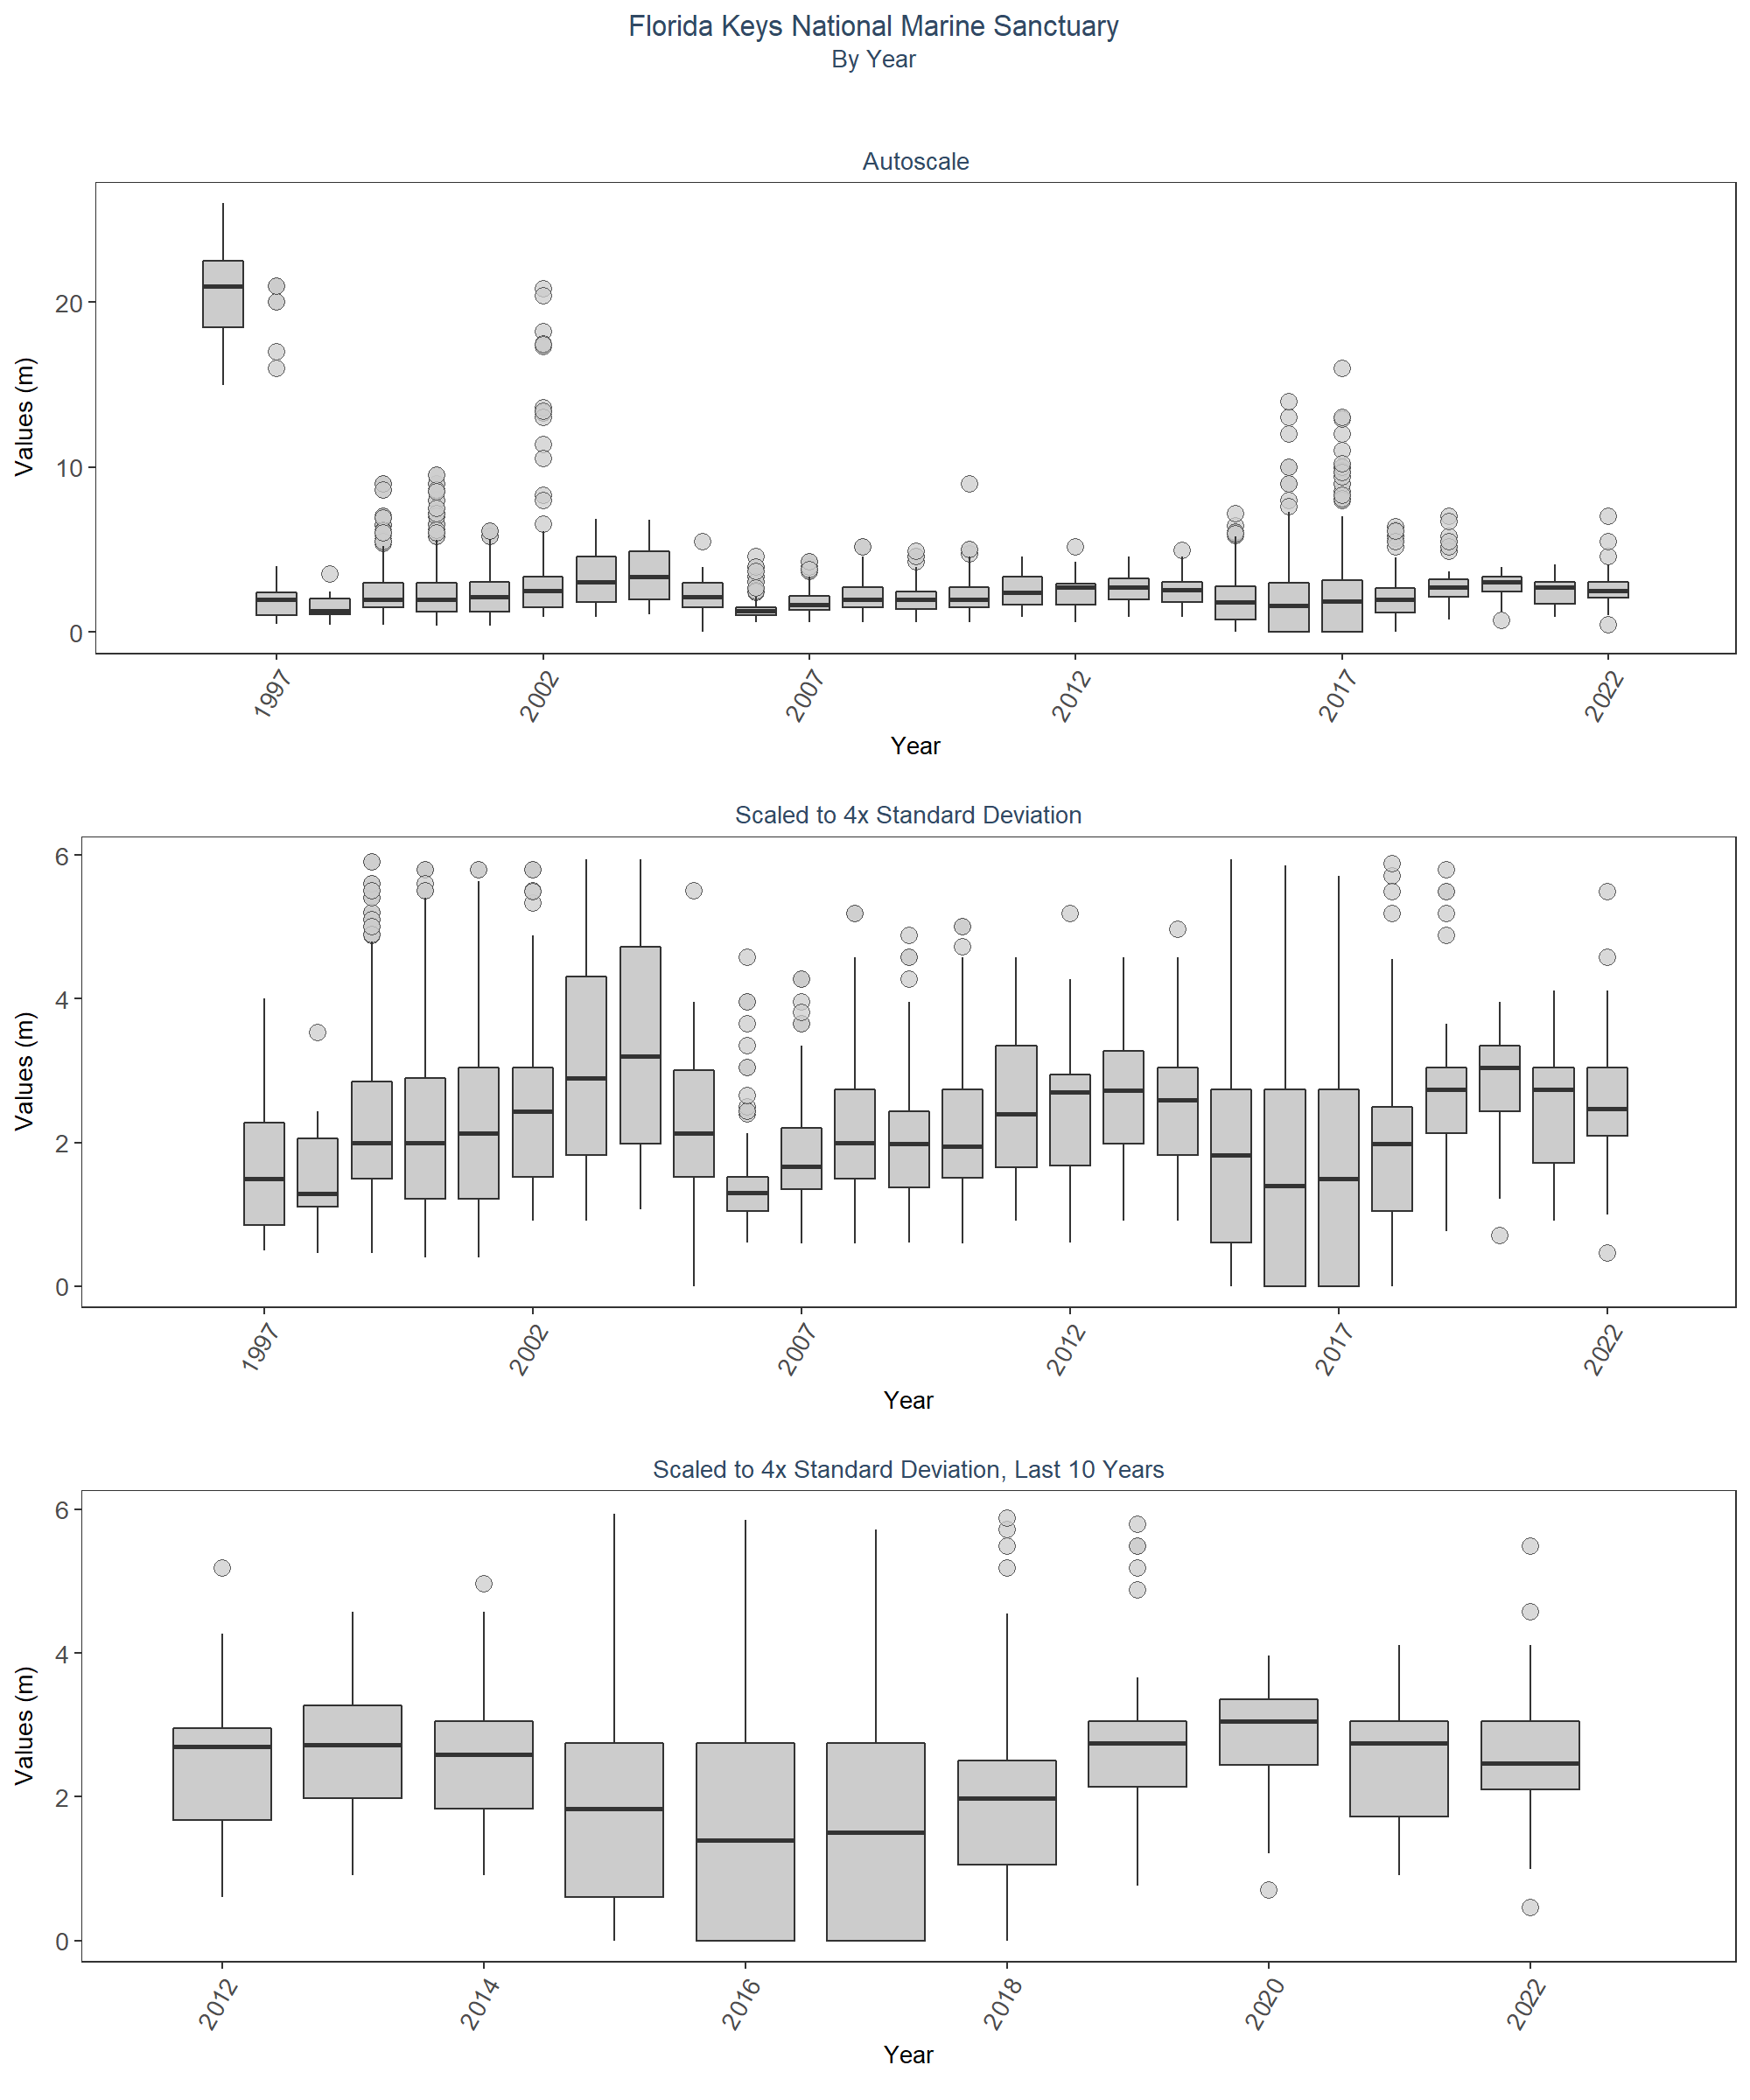 Florida Keys National Marine Sanctuary
By Year
Autoscale
Values (m)
20
10
0
1997
2002
2007
2012
2017
2022
Year
Scaled to 4x Standard Deviation
Values (m)
6
4
2
0
1997
2002
2007
2012
2017
2022
Year
Scaled to 4x Standard Deviation, Last 10 Years
Values (m)
6
4
2
0
2012
2014
2016
2018
2020
2022
Year